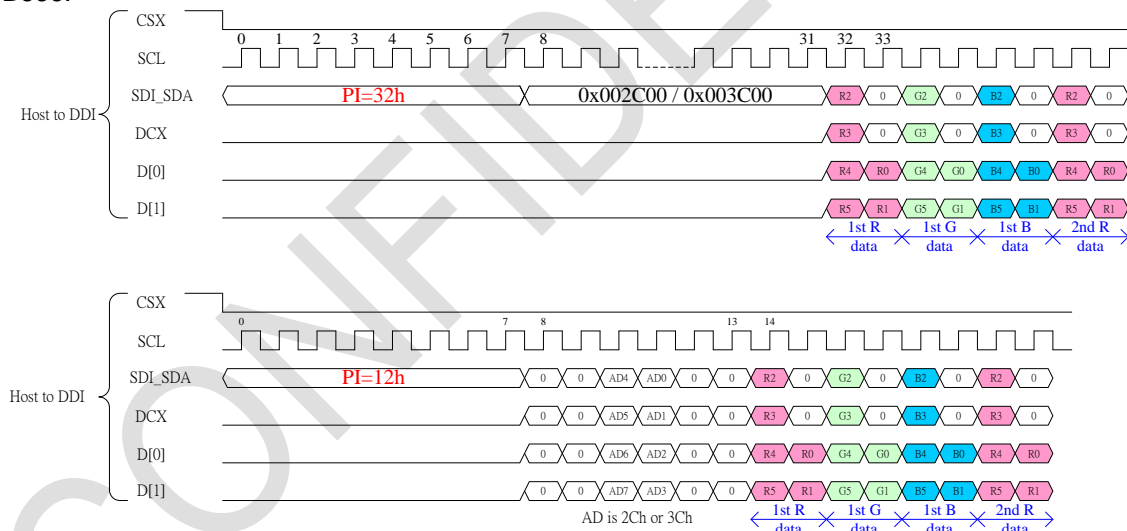 CSX
0 1 2 3 4 5 6 7 8 31 32 33
SCL
SDI_SDA PI=32h 0x002C00 / 0x003C00 R2 0 G2 0 B2 0 R2 0
Host to DDI
DCX R3 0 G3 0 B3 0 R3 0
D[0] R4 R0 G4 G0 B4 B0 R4 R0
D[1] R5 R1 G5 G1 B5 B1 R5 R1
1st R data 1st G data 1st B data 2nd R data
CSX
0 7 8 13 14
SCL
SDI_SDA PI=12h 0 0 AD4 AD0 0 0 R2 0 G2 0 B2 0 R2 0
Host to DDI
DCX 0 0 AD5 AD1 0 0 R3 0 G3 0 B3 0 R3 0
D[0] 0 0 AD6 AD2 0 0 R4 R0 G4 G0 B4 B0 R4 R0
D[1] 0 0 AD7 AD3 0 0 R5 R1 G5 G1 B5 B1 R5 R1
AD is 2Ch or 3Ch
1st R data 1st G data 1st B data 2nd R data
CONFIDE